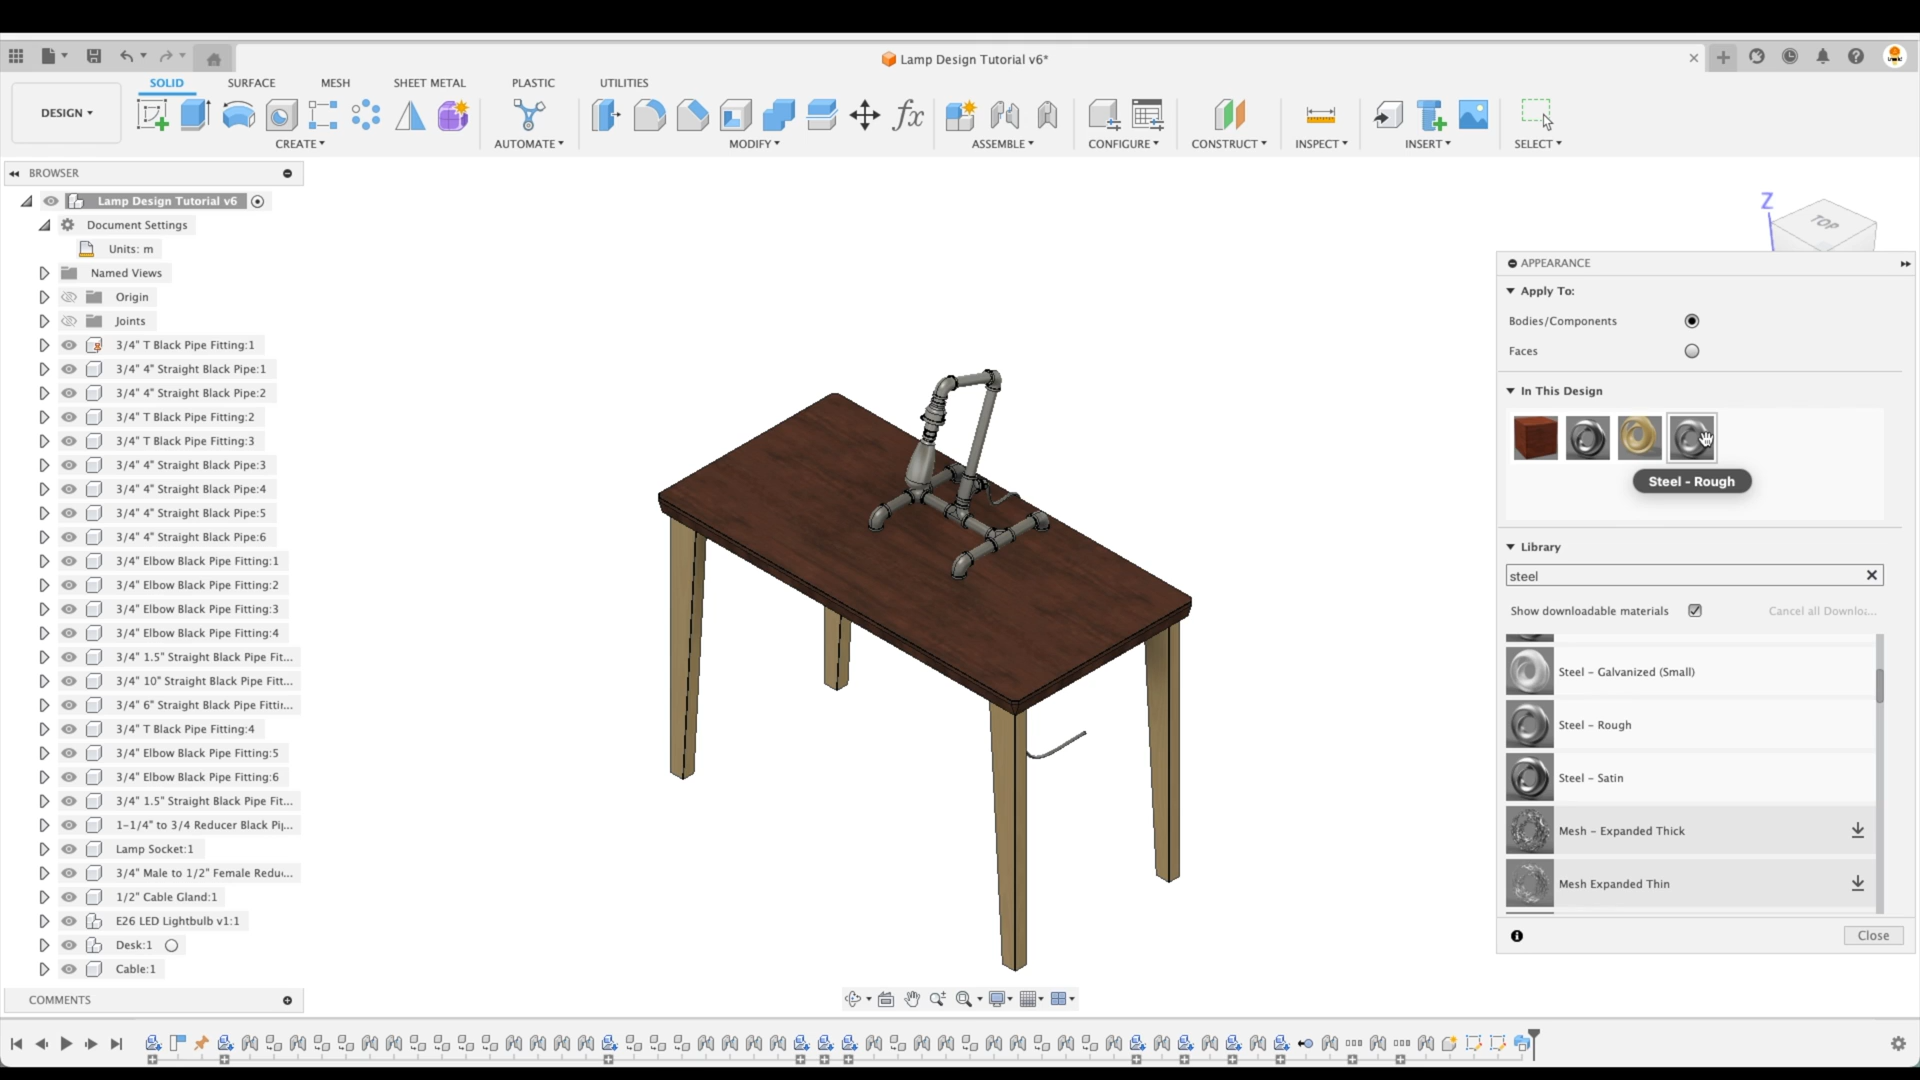 Lamp Design Tutorial v6*
DESIGN
SOLID
SURFACE
MESH
SHEET METAL
PLASTIC
UTILITIES
CREATE
AUTOMATE
MODIFY
ASSEMBLE
CONFIGURE
CONSTRUCT
INSPECT
INSERT
SELECT
fx
BROWSER
Lamp Design Tutorial v6
Document Settings
Units: m
Named Views
Origin
Joints
3/4" T Black Pipe Fitting:1
3/4" 4" Straight Black Pipe:1
3/4" 4" Straight Black Pipe:2
3/4" T Black Pipe Fitting:2
3/4" T Black Pipe Fitting:3
3/4" 4" Straight Black Pipe:3
3/4" 4" Straight Black Pipe:4
3/4" 4" Straight Black Pipe:5
3/4" 4" Straight Black Pipe:6
3/4" Elbow Black Pipe Fitting:1
3/4" Elbow Black Pipe Fitting:2
3/4" Elbow Black Pipe Fitting:3
3/4" Elbow Black Pipe Fitting:4
3/4" 1.5" Straight Black Pipe Fit...
3/4" 10" Straight Black Pipe Fitt...
3/4" 6" Straight Black Pipe Fittir...
3/4" T Black Pipe Fitting:4
3/4" Elbow Black Pipe Fitting:5
3/4" Elbow Black Pipe Fitting:6
3/4" 1.5" Straight Black Pipe Fit...
1-1/4" to 3/4 Reducer Black Pi...
Lamp Socket:1
3/4" Male to 1/2" Female Redu...
1/2" Cable Gland:1
E26 LED Lightbulb v1:1
Desk:1
Cable:1
COMMENTS
Z
TOP
APPEARANCE
Apply To:
Bodies/Components
Faces
In This Design
Steel - Rough
Library
steel
Show downloadable materials
Cancel all Downloa...
Steel - Galvanized (Small)
Steel - Rough
Steel - Satin
Mesh - Expanded Thick
Mesh Expanded Thin
Close